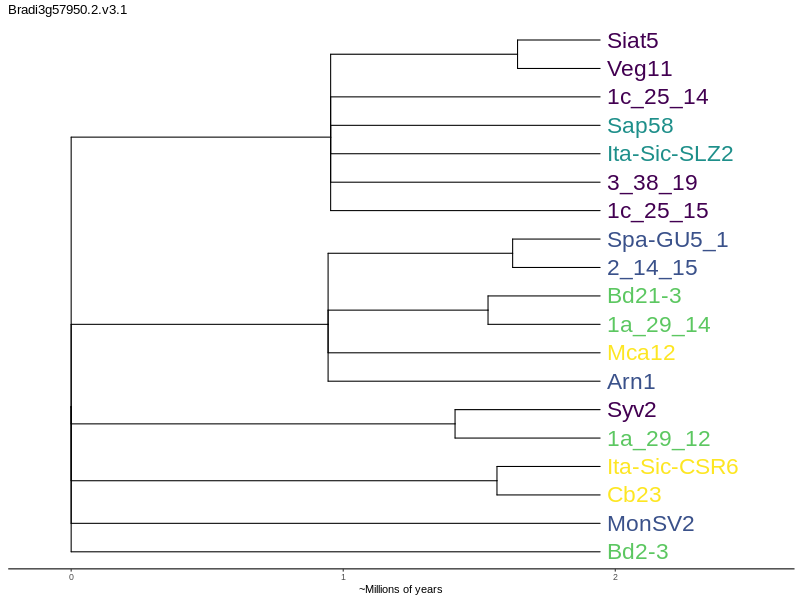 Bradi3g57950.2.v3.1
Siat5
Veg11
1c_25_14
Sap58
Ita-Sic-SLZ2
3_38_19
1c_25_15
Spa-GU5_1
2_14_15
Bd21-3
1a_29_14
Mca12
Arn1
Syv2
1a_29_12
Ita-Sic-CSR6
Cb23
MonSV2
Bd2-3
0 1 2
~Millions of years